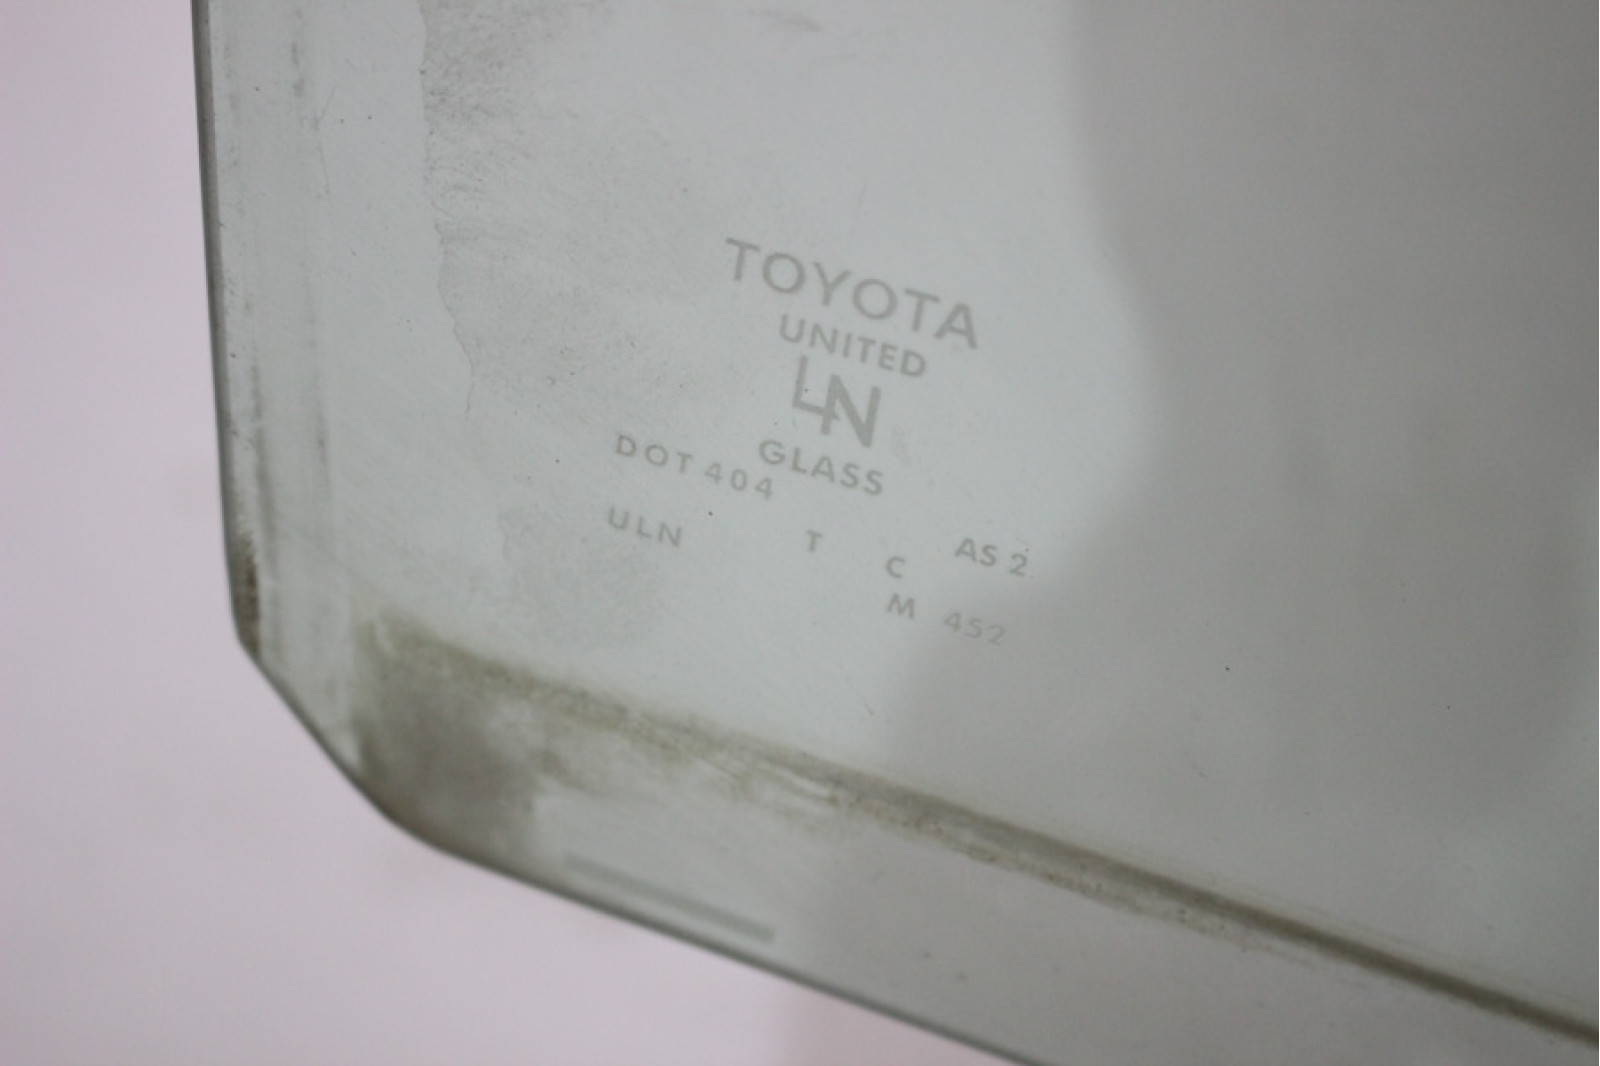 TOYOTA
UNITED
LN
GLASS
DOT 404
AS 2
ULN T C
M 452